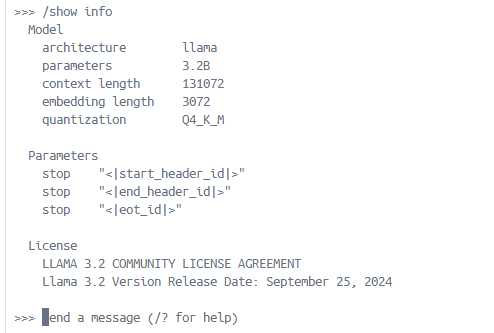 >>> /show info
  Model
    architecture        llama
    parameters          3.2B
    context length      131072
    embedding length    3072
    quantization        Q4_K_M

  Parameters
    stop    "<|start_header_id|>"
    stop    "<|end_header_id|>"
    stop    "<|eot_id|>"

  License
    LLAMA 3.2 COMMUNITY LICENSE AGREEMENT
    Llama 3.2 Version Release Date: September 25, 2024

>>> end a message (/? for help)